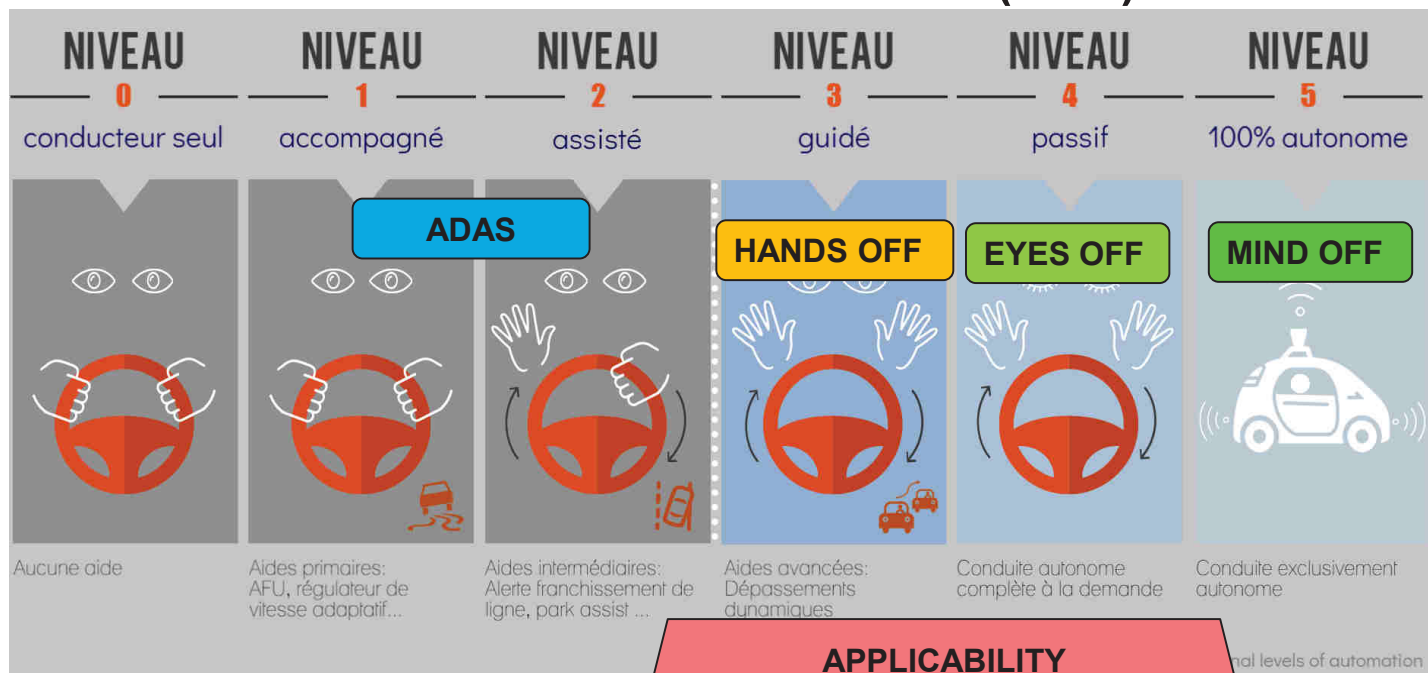 NIVEAU
0
conducteur seul
NIVEAU
1
accompagné
NIVEAU
2
assisté
NIVEAU
3
guidé
NIVEAU
4
passif
NIVEAU
5
100% autonome
ADAS
HANDS OFF
EYES OFF
MIND OFF
Aucune aide
Aides primaires:
AFU, régulateur de
vitesse adaptatif...
Aides intermédiaires:
Alerte franchissement de
ligne, park assist ...
Aides avancées:
Dépassements
dynamiques
Conduite autonome
complète à la demande
Conduite exclusivement
autonome
APPLICABILITY
levels of automation